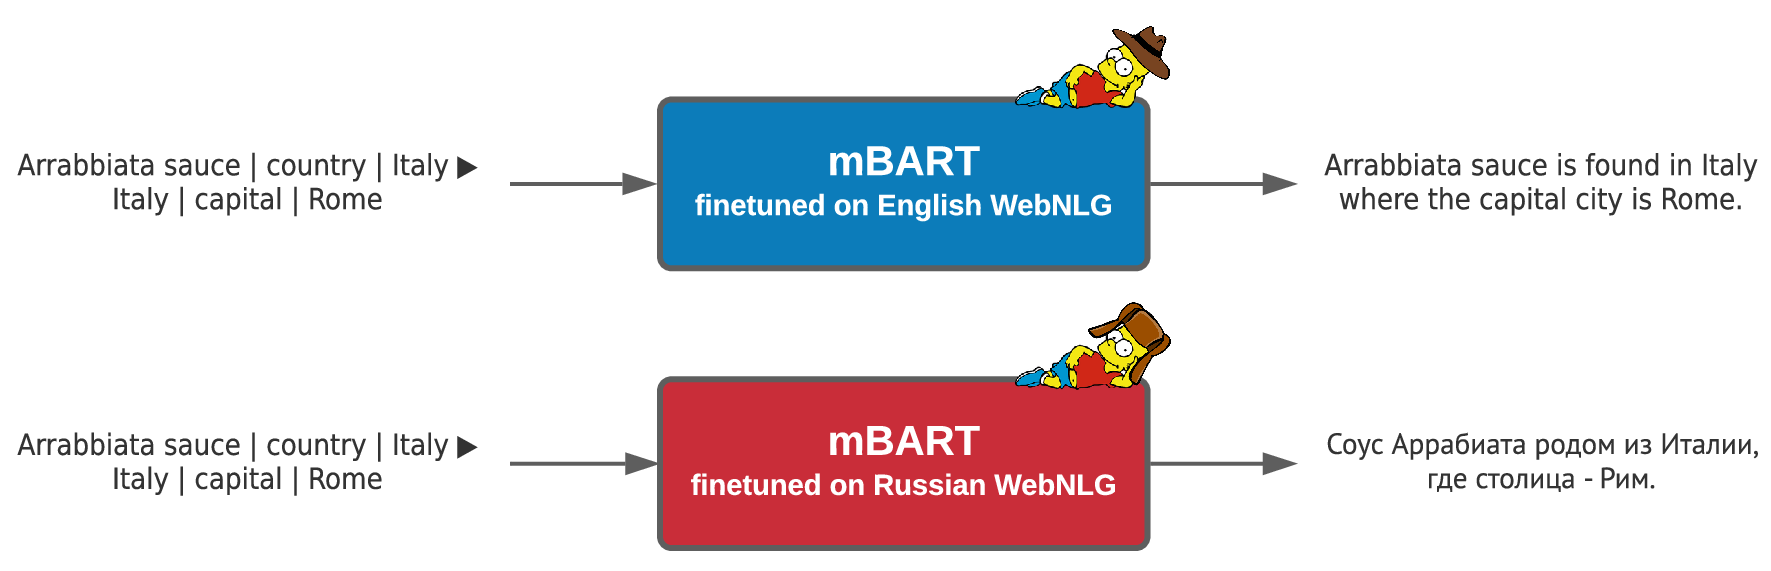 Arrabbiata sauce | country | Italy ▶
Italy | capital | Rome
mBART
finetuned on English WebNLG
Arrabbiata sauce is found in Italy
where the capital city is Rome.
Arrabbiata sauce | country | Italy ▶
Italy | capital | Rome
mBART
finetuned on Russian WebNLG
Соус Аррабиата родом из Италии,
где столица - Рим.